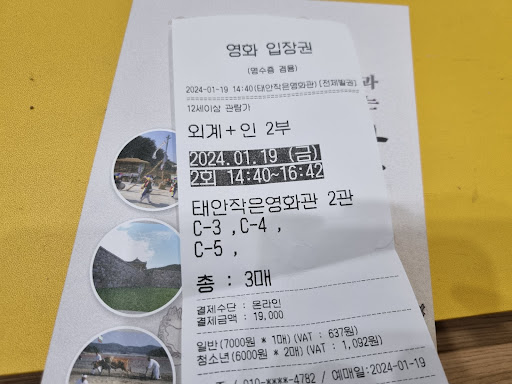 영화 입장권
(영수증 겸용)
2024-01-19 14:40(태안작은영화관) [전체발권]
12세이상 관람가
외계+인 2부
2024.01.19 (금)
2회 14:40~16:42
태안작은영화관 2관
C-3 ,C-4 ,
C-5 ,
총 : 3매
결제수단 : 온라인
결제금액 : 19,000
일반(7000원 * 1매)(VAT : 637원)
청소년(6000원 * 2매)(VAT : 1,092원)
/ 010-****-4782 / 예매일:2024-01-19
과
는